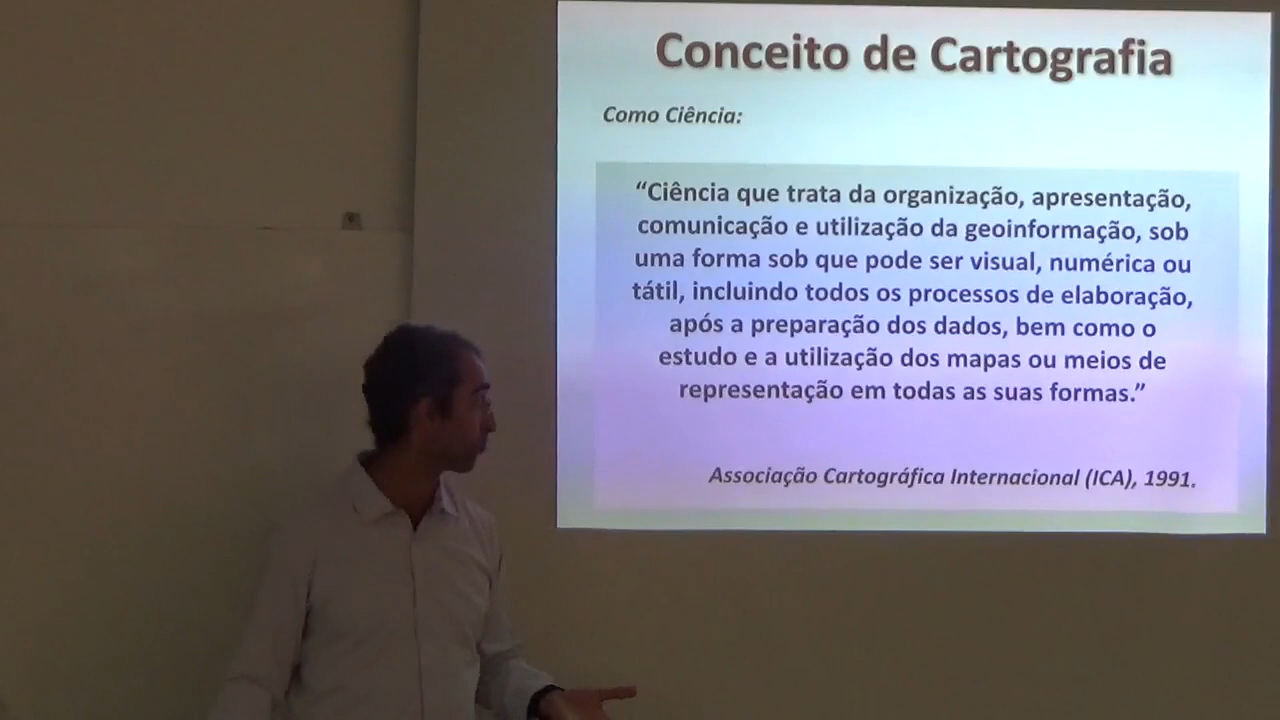 Conceito de Cartografia
Como Ciência:
“Ciência que trata da organização, apresentação,
comunicação e utilização da geoinformação, sob
uma forma sob que pode ser visual, numérica ou
tátil, incluindo todos os processos de elaboração,
após a preparação dos dados, bem como o
estudo e a utilização dos mapas ou meios de
representação em todas as suas formas.”
Associação Cartográfica Internacional (ICA), 1991.